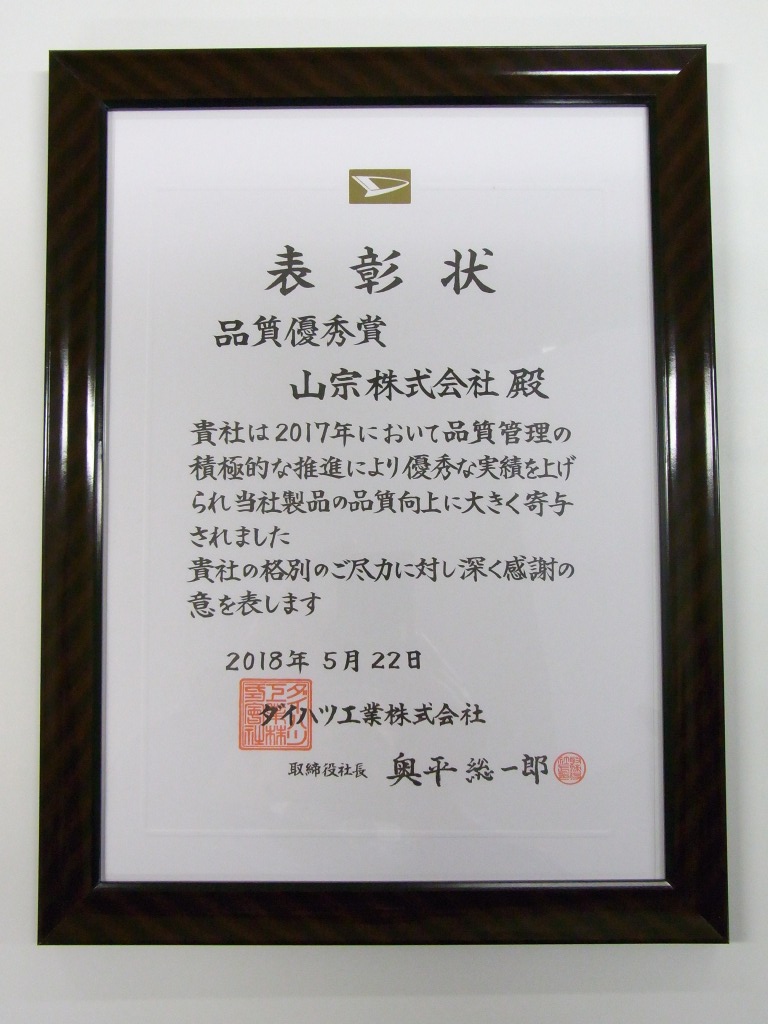 表彰状
品質優秀賞
山宗株式会社 殿
貴社は2017年において品質管理の
積極的な推進により優秀な実績を上げ
られ当社製品の品質向上に大きく寄与
されました
貴社の格別のご尽力に対し深く感謝の
意を表します
2018年 5月 22日
ダイハツ工業株式会社
取締役社長 奥平 総一郎